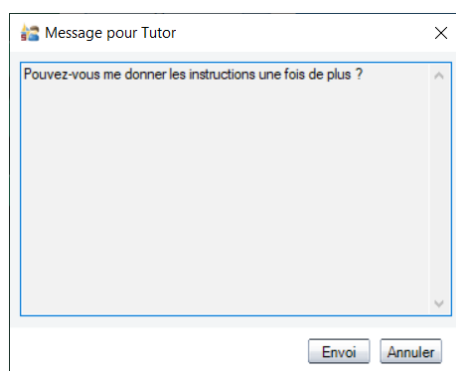 Message pour Tutor
Pouvez-vous me donner les instructions une fois de plus ?
Envoi Annuler